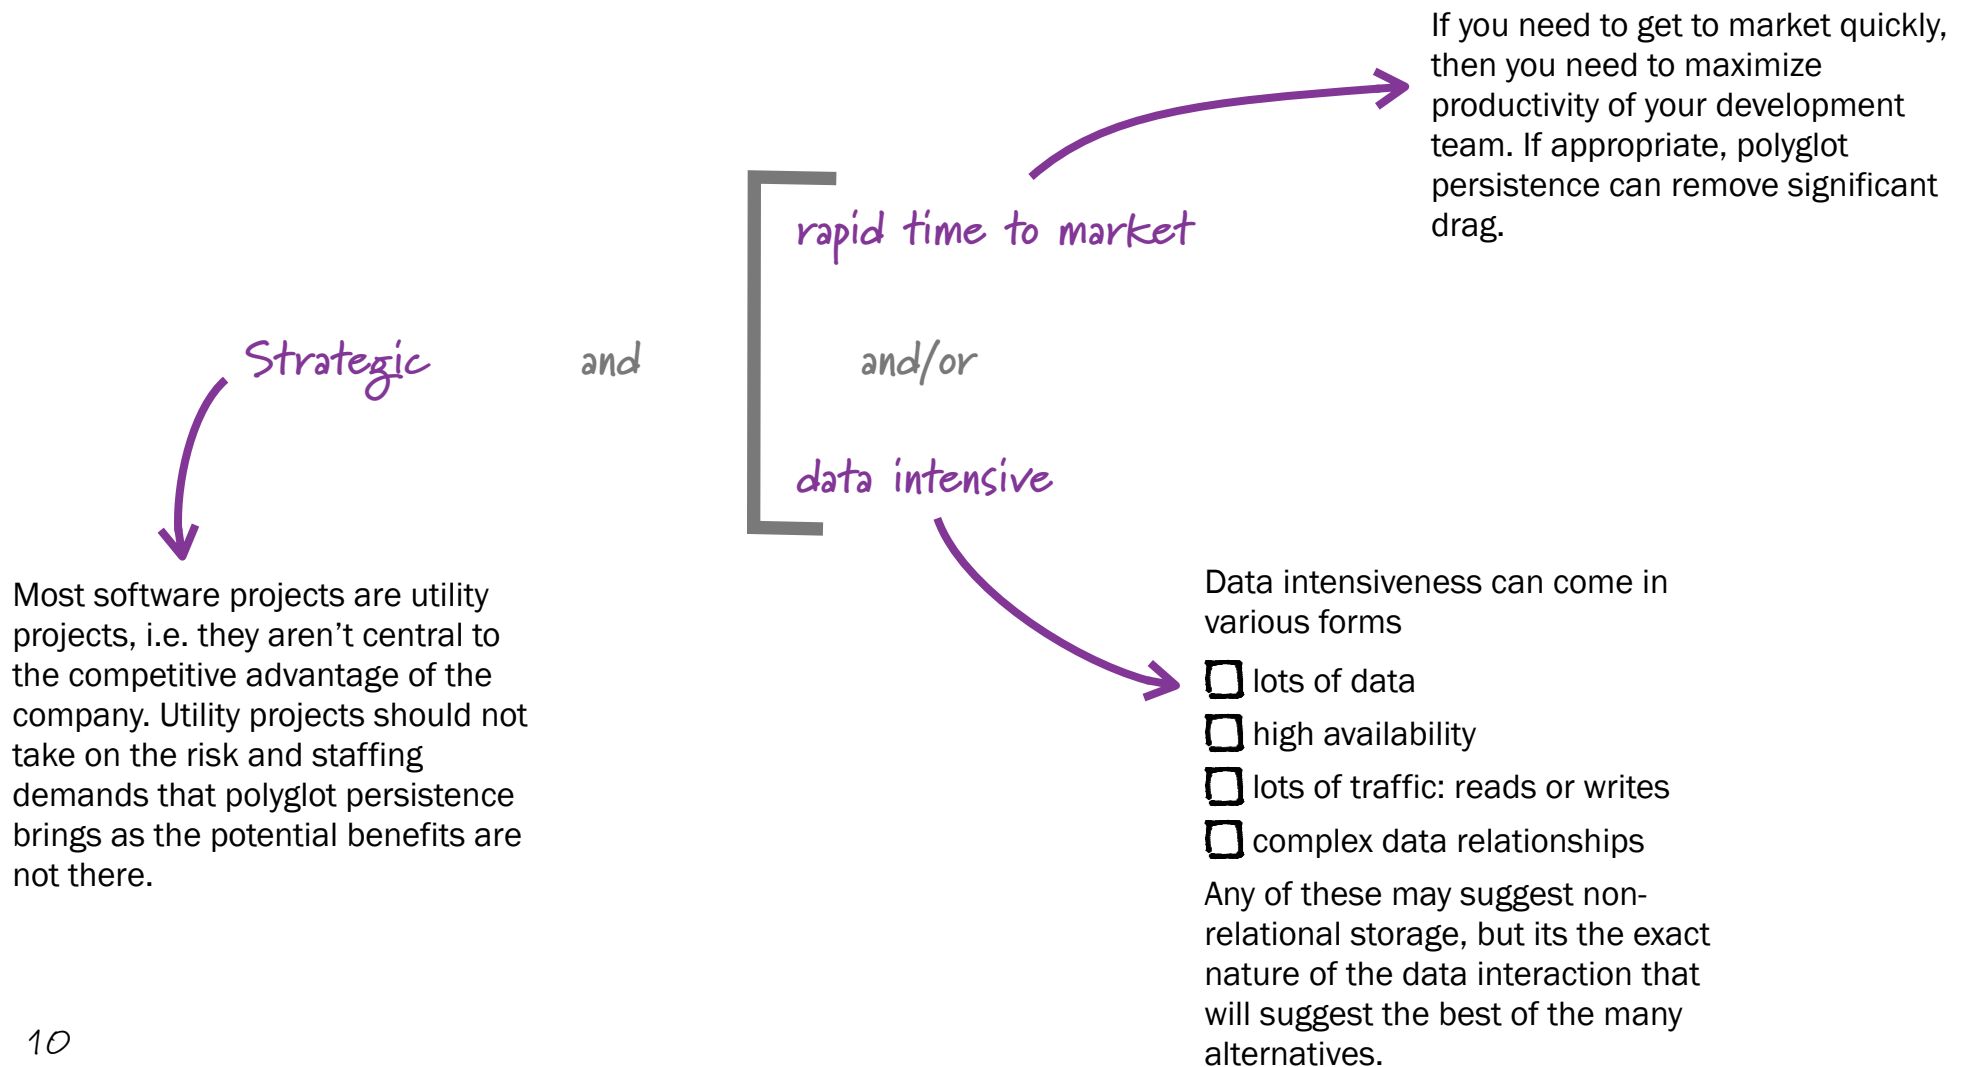 If you need to get to market quickly,
then you need to maximize
productivity of your development
team. If appropriate, polyglot
persistence can remove significant
drag.
rapid time to market
Strategic and and/or
data intensive
Most software projects are utility
projects, i.e. they aren’t central to
the competitive advantage of the
company. Utility projects should not
take on the risk and staffing
demands that polyglot persistence
brings as the potential benefits are
not there.
Data intensiveness can come in
various forms
lots of data
high availability
lots of traffic: reads or writes
complex data relationships
Any of these may suggest non-
relational storage, but its the exact
nature of the data interaction that
will suggest the best of the many
alternatives.
10